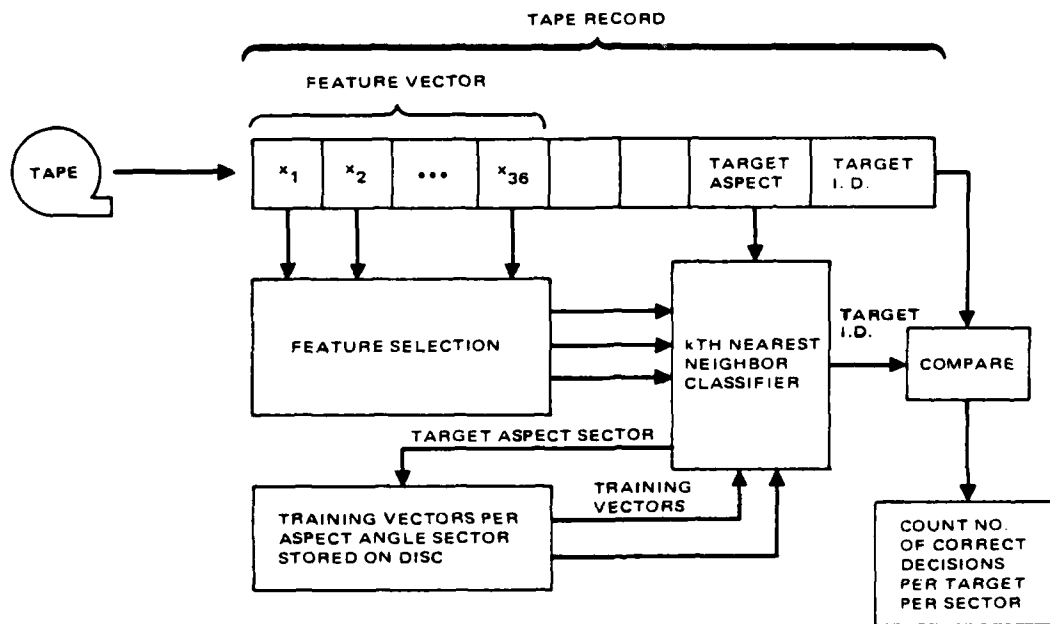 TAPE RECORD
FEATURE VECTOR
TAPE
x1
x2
•••
x36
TARGET
ASPECT
TARGET
I. D.
FEATURE SELECTION
kTH NEAREST
NEIGHBOR
CLASSIFIER
TARGET
I.D.
COMPARE
TARGET ASPECT SECTOR
TRAINING
VECTORS
TRAINING VECTORS PER
ASPECT ANGLE SECTOR
STORED ON DISC
COUNT NO.
OF CORRECT
DECISIONS
PER TARGET
PER SECTOR